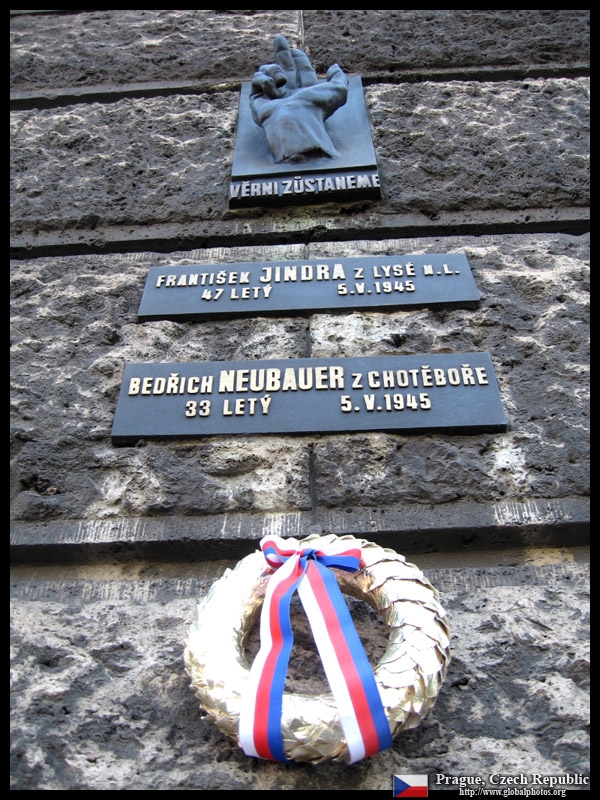 VĚRNI ZŮSTANEME
FRANTIŠEK JINDRA Z LYSÉ N.L.
47 LETÝ 5.V.1945
BEDŘICH NEUBAUER Z CHOTĚBOŘE
33 LETÝ 5.V.1945
Prague, Czech Republic
http://www.globalphotos.org